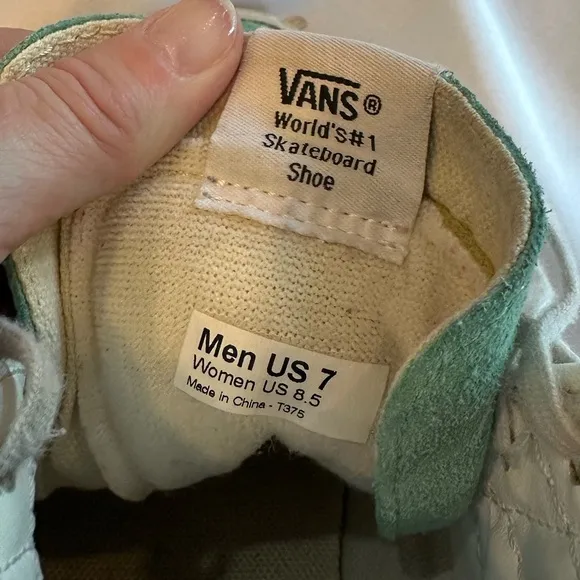 VANS®
World's#1
Skateboard
Shoe
Men US 7
Women US 8.5
Made in China - T375